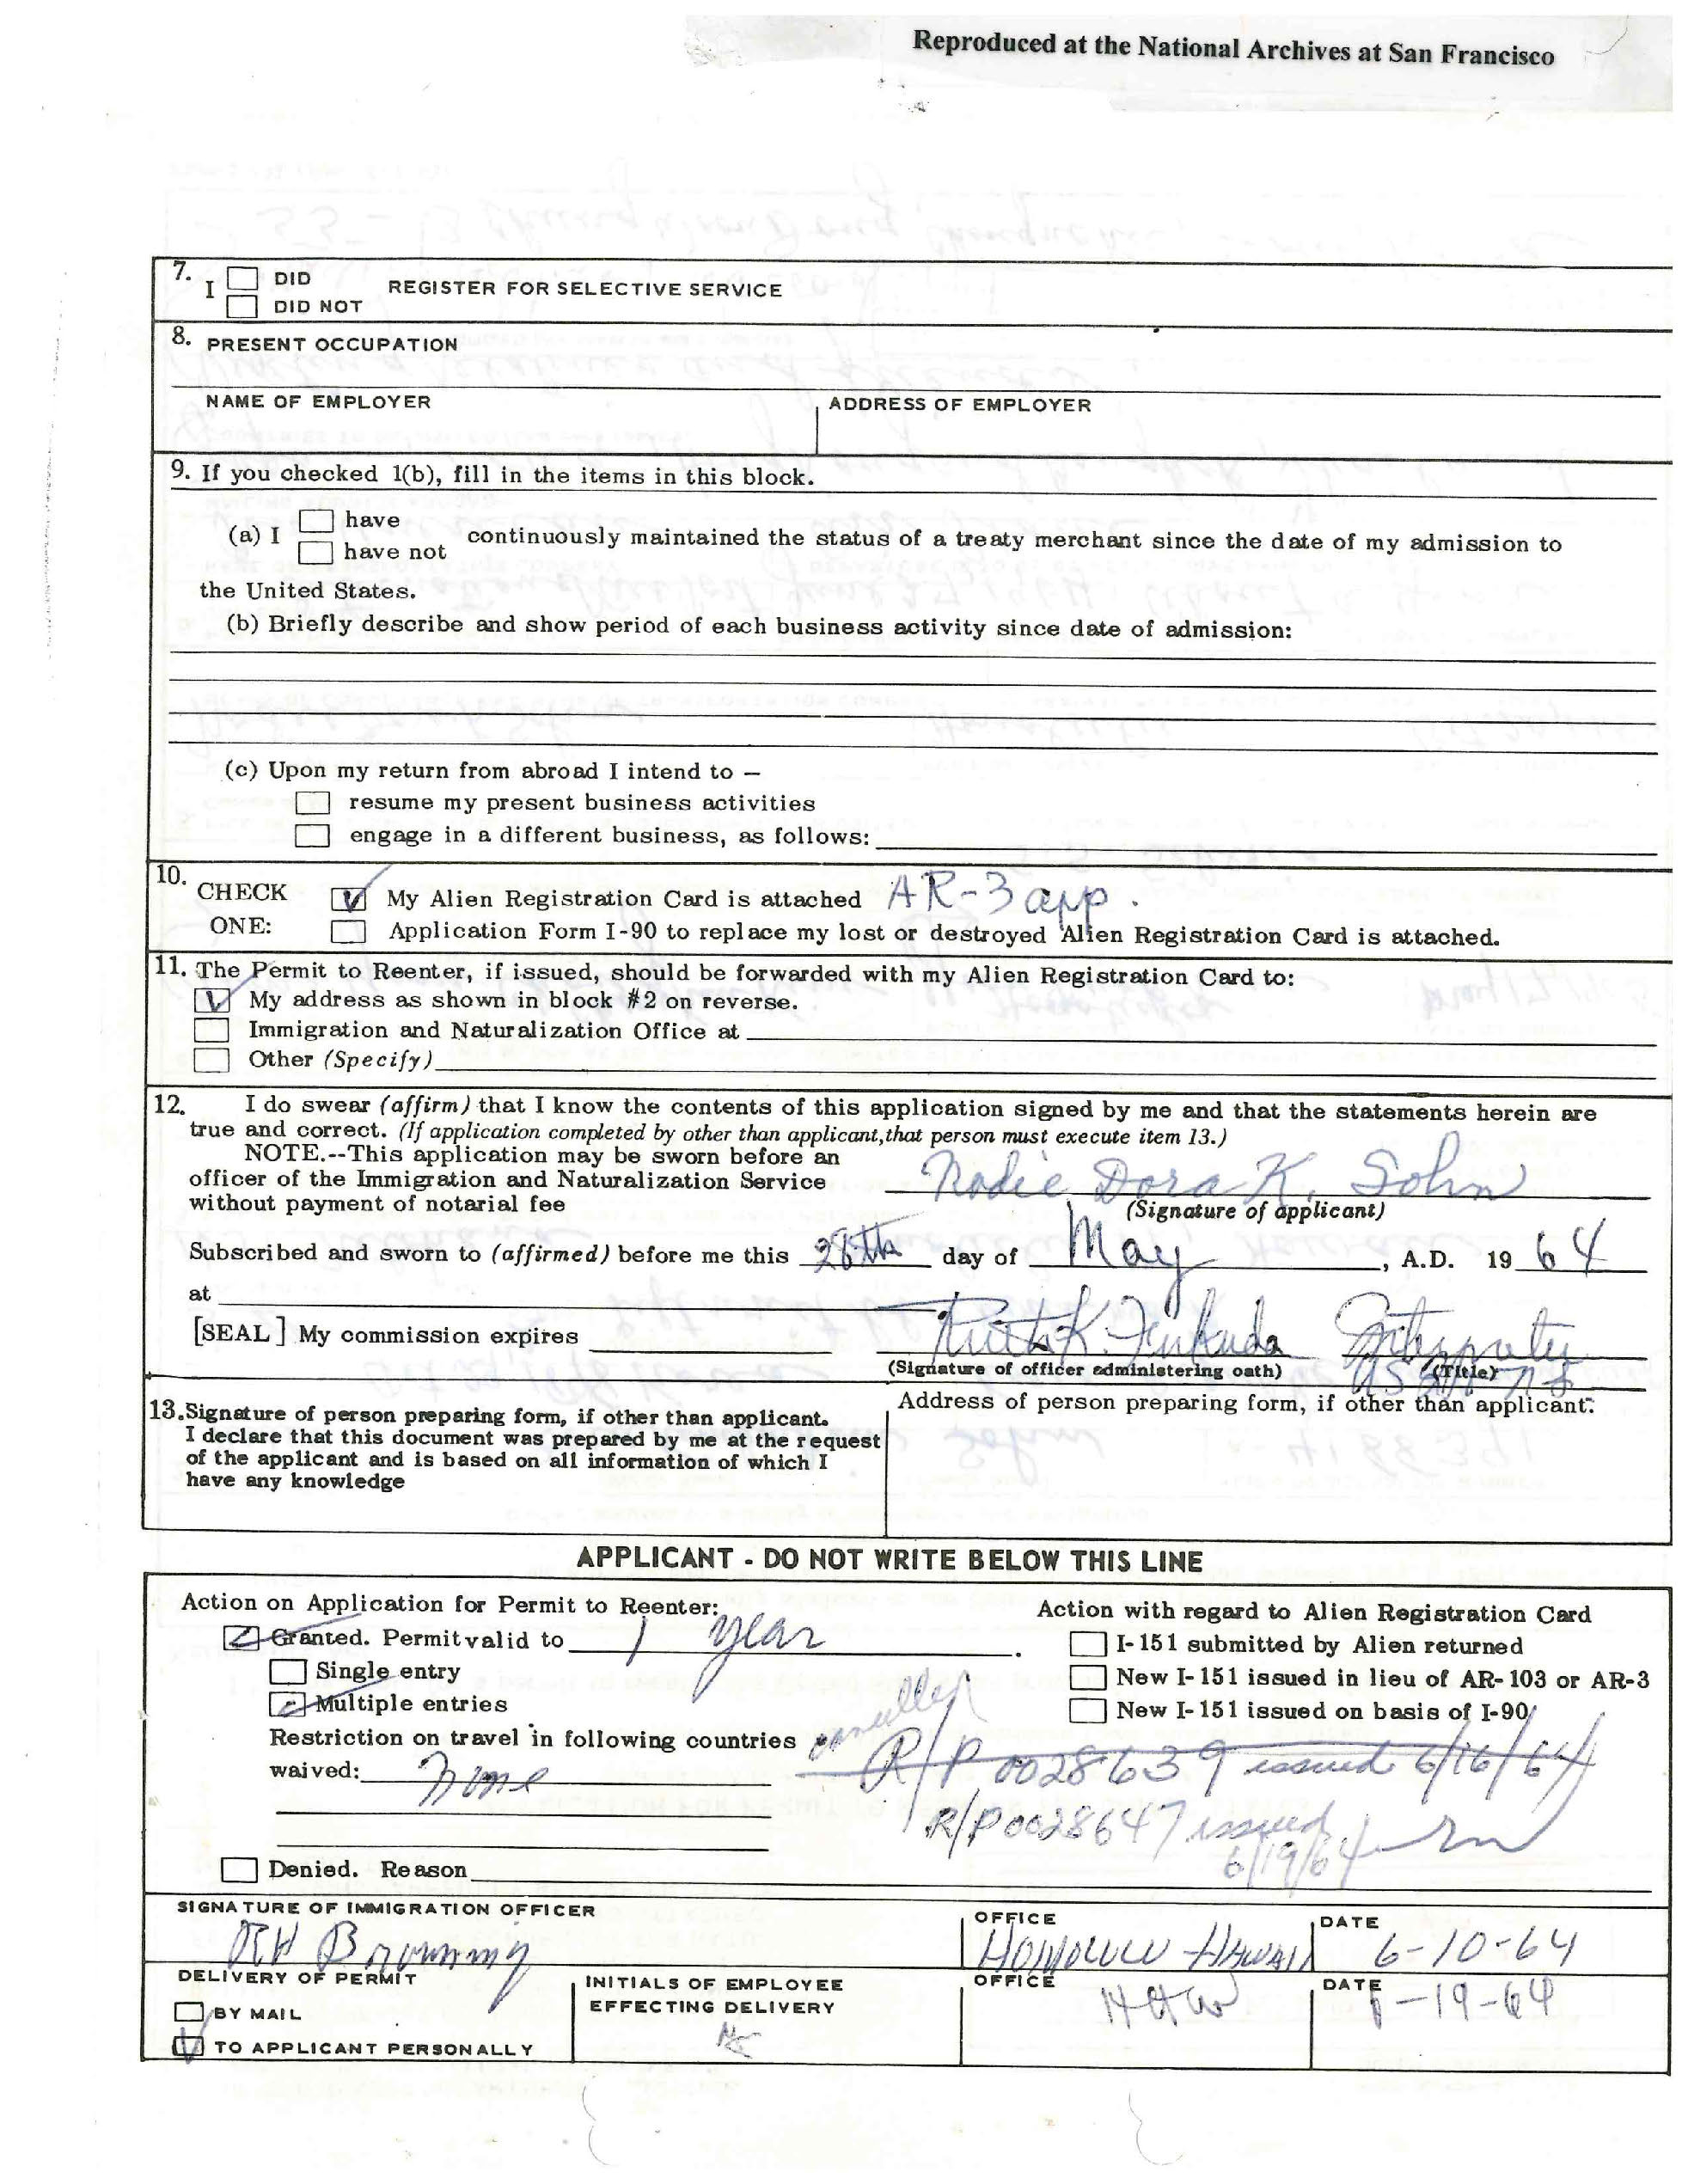 Reproduced at the National Archives at San Francisco
7. I DID
DID NOT
REGISTER FOR SELECTIVE SERVICE
8. PRESENT OCCUPATION
NAME OF EMPLOYER ADDRESS OF EMPLOYER
9. If you checked 1(b), fill in the items in this block.
(a) I have
have not
continuously maintained the status of a treaty merchant since the date of my admission to
the United States.
(b) Briefly describe and show period of each business activity since date of admission:
(c) Upon my return from abroad I intend to —
resume my present business activities
engage in a different business, as follows:
10. CHECK
ONE:
My Alien Registration Card is attached AR-3 app.
Application Form I-90 to replace my lost or destroyed Alien Registration Card is attached.
11. The Permit to Reenter, if issued, should be forwarded with my Alien Registration Card to:
My address as shown in block #2 on reverse.
Immigration and Naturalization Office at
Other (Specify)
12. I do swear (affirm) that I know the contents of this application signed by me and that the statements herein are
true and correct. (If application completed by other than applicant, that person must execute item 13.)
NOTE.--This application may be sworn before an
officer of the Immigration and Naturalization Service
without payment of notarial fee
Nodie Dora K. Sohn
(Signature of applicant)
Subscribed and sworn to (affirmed) before me this 28th day of May, A.D. 1964
at
[SEAL] My commission expires
K. Fukuda Interpreter
(Signature of officer administering oath) (Title)
13. Signature of person preparing form, if other than applicant.
I declare that this document was prepared by me at the request
of the applicant and is based on all information of which I
have any knowledge
Address of person preparing form, if other than applicant:
APPLICANT - DO NOT WRITE BELOW THIS LINE
Action on Application for Permit to Reenter:
Granted. Permit valid to 1 year.
Single entry
Multiple entries
Restriction on travel in following countries
waived: None
Denied. Reason
Action with regard to Alien Registration Card
I-151 submitted by Alien returned
New I-151 issued in lieu of AR-103 or AR-3
New I-151 issued on basis of I-90
R/P 0028639 issued 6/16/64
R/P 0028647 issued
6/19/64
SIGNATURE OF IMMIGRATION OFFICER
Browning
OFFICE
HONOLULU HAWAII
DATE
6-10-64
DELIVERY OF PERMIT
BY MAIL
TO APPLICANT PERSONALLY
INITIALS OF EMPLOYEE
EFFECTING DELIVERY
OFFICE
HAW
DATE
6-19-64